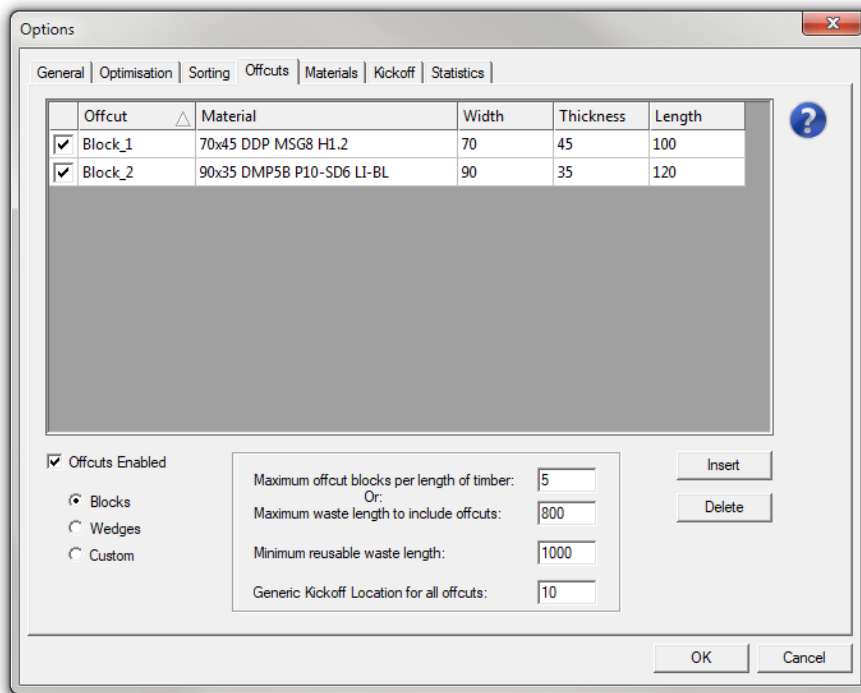 Options
General Optimisation Sorting Offcuts Materials Kickoff Statistics
Offcut Material Width Thickness Length
Block_1 70x45 DDP MSG8 H1.2 70 45 100
Block_2 90x35 DMP5B P10-SD6 LI-BL 90 35 120
?
Offcuts Enabled
Blocks
Wedges
Custom
Maximum offcut blocks per length of timber: 5
Or:
Maximum waste length to include offcuts: 800
Minimum reusable waste length: 1000
Generic Kickoff Location for all offcuts: 10
Insert
Delete
OK Cancel